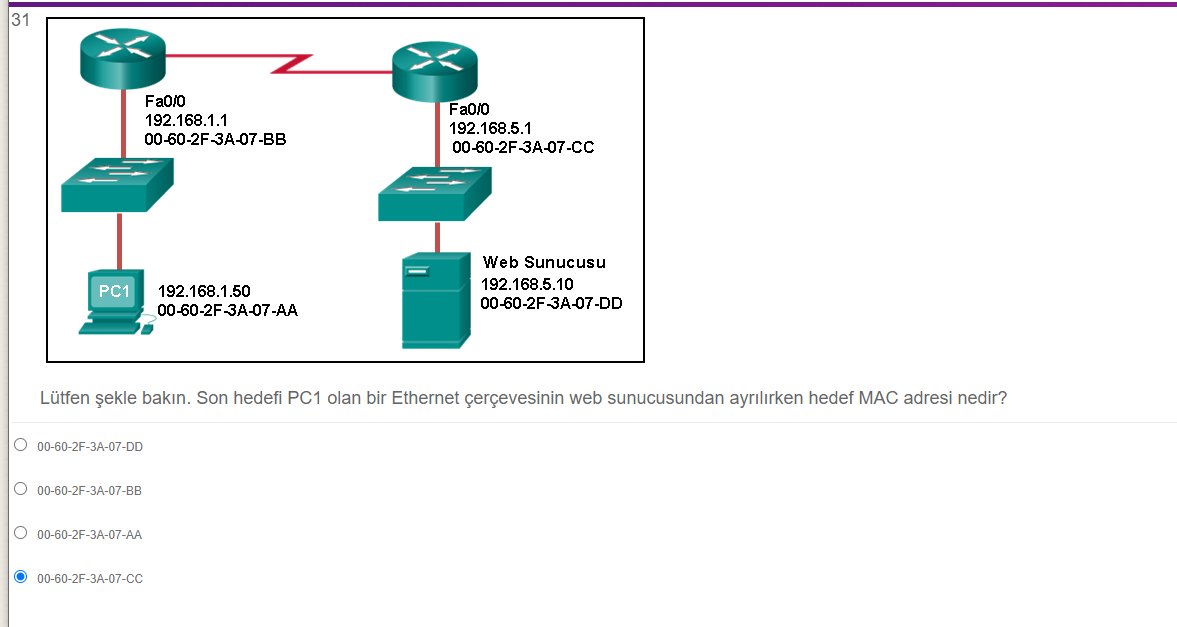 31
Fa0/0
192.168.1.1
00-60-2F-3A-07-BB
Fa0/0
192.168.5.1
00-60-2F-3A-07-CC
PC1
192.168.1.50
00-60-2F-3A-07-AA
Web Sunucusu
192.168.5.10
00-60-2F-3A-07-DD
Lütfen şekle bakın. Son hedefi PC1 olan bir Ethernet çerçevesinin web sunucusundan ayrılırken hedef MAC adresi nedir?
00-60-2F-3A-07-DD
00-60-2F-3A-07-BB
00-60-2F-3A-07-AA
00-60-2F-3A-07-CC